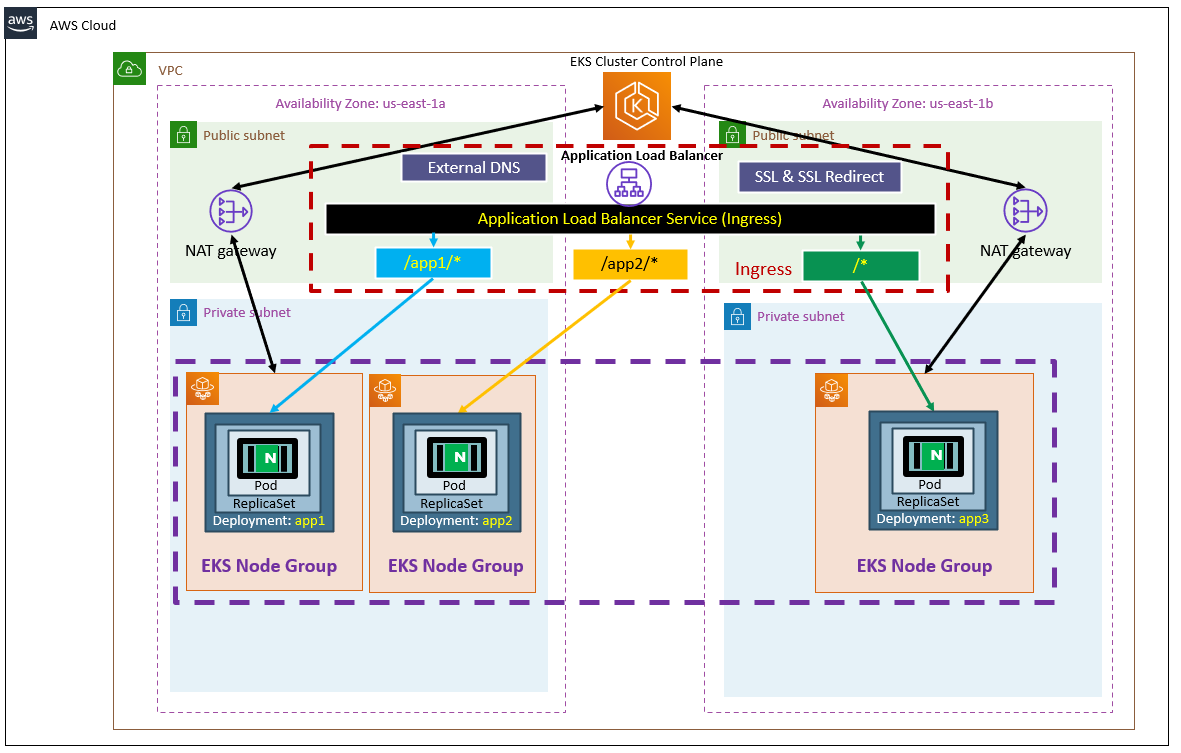 aws
AWS Cloud
VPC
EKS Cluster Control Plane
Availability Zone: us-east-1a
Availability Zone: us-east-1b
Public subnet
Public subnet
Application Load Balancer
External DNS
SSL & SSL Redirect
Application Load Balancer Service (Ingress)
NAT gateway
NAT gateway
/app1/*
/app2/*
Ingress
/*
Private subnet
Private subnet
N
Pod
ReplicaSet
Deployment: app1
EKS Node Group
N
Pod
ReplicaSet
Deployment: app2
EKS Node Group
N
Pod
ReplicaSet
Deployment: app3
EKS Node Group